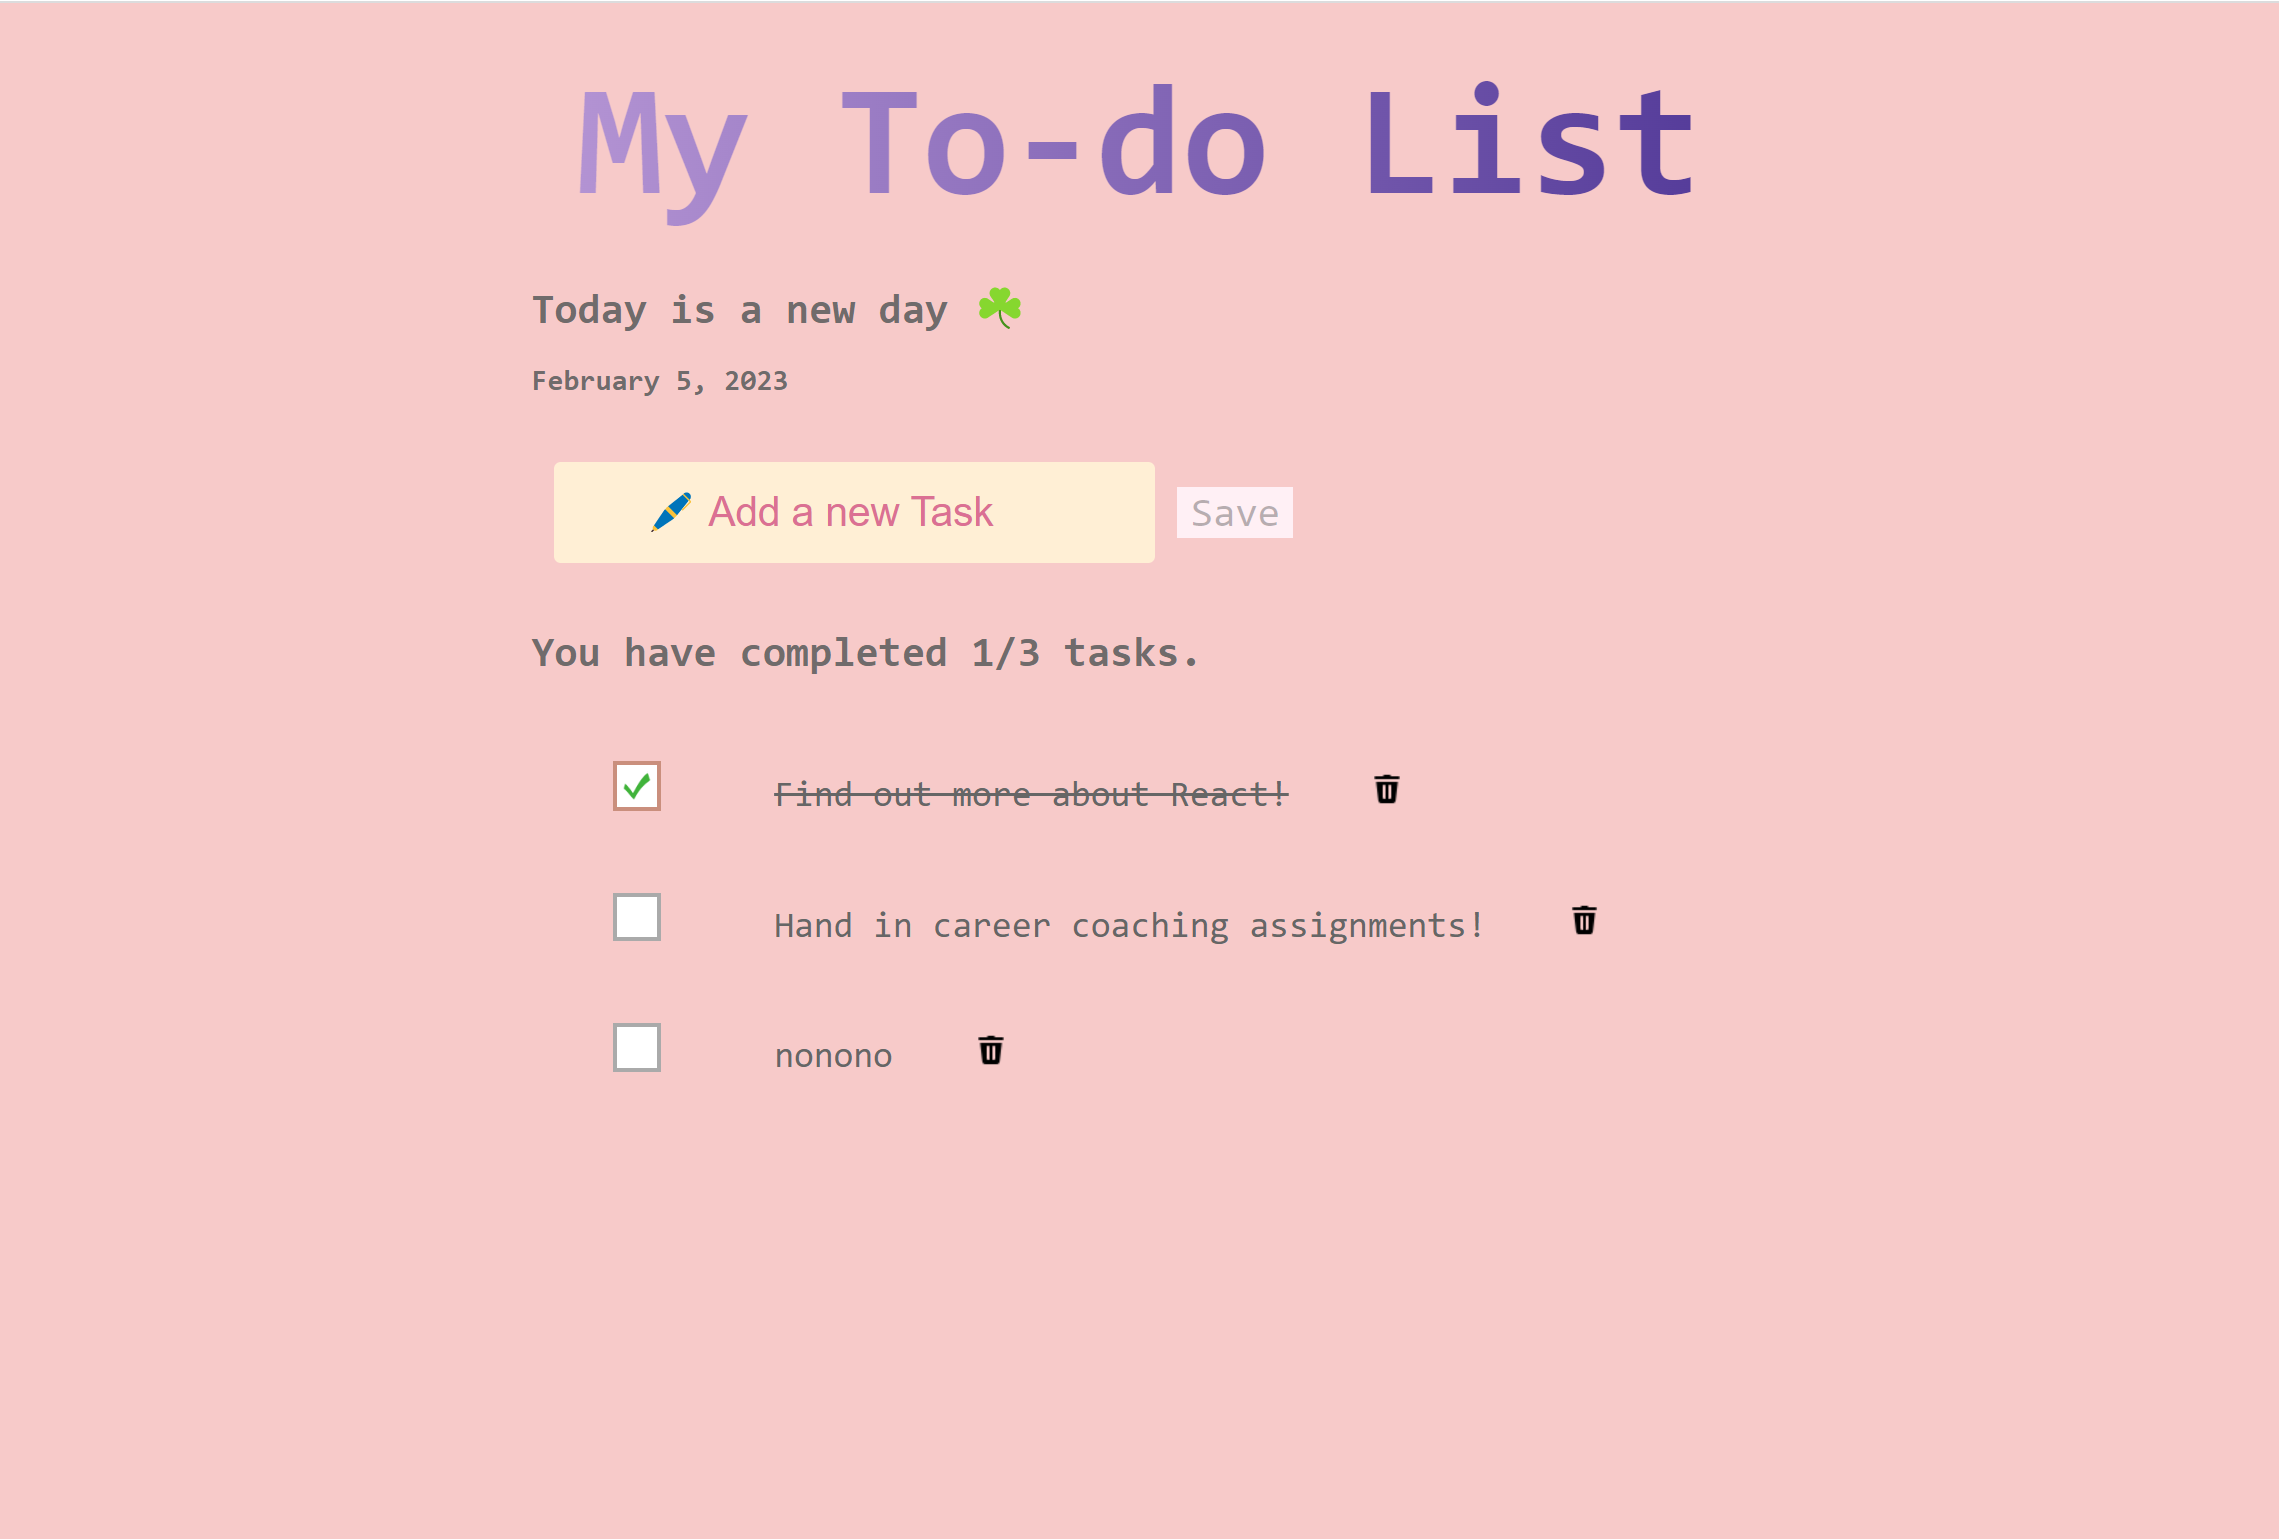 My To-do List
Today is a new day ☘️
February 5, 2023
🖊️ Add a new Task
Save
You have completed 1/3 tasks.
Find out more about React!
Hand in career coaching assignments!
nonono